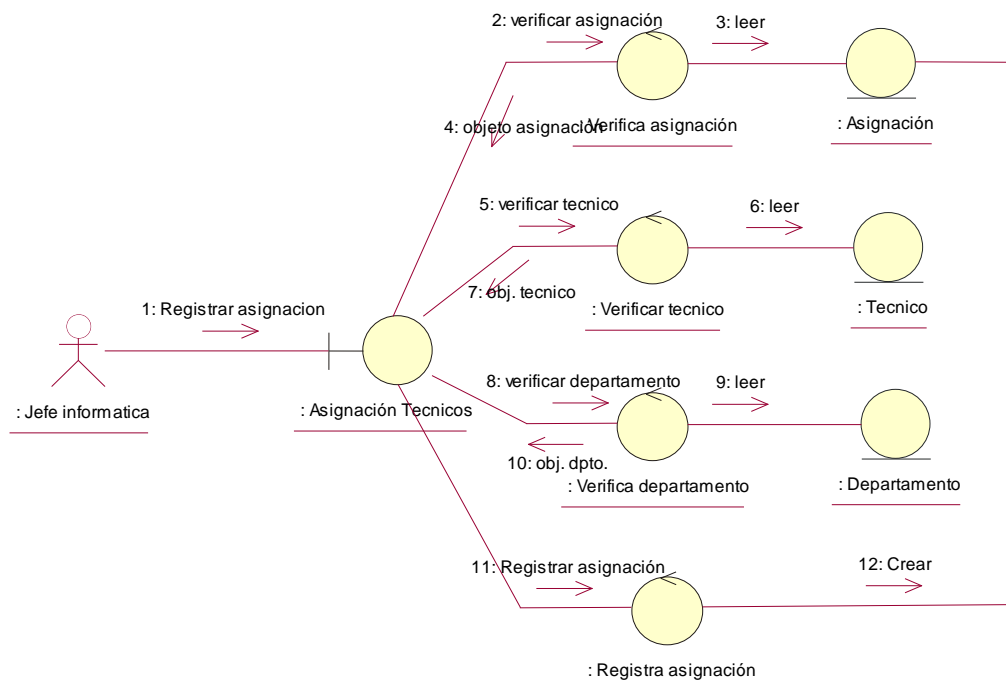 2: verificar asignación
3: leer
4: objeto asignación
: Verifica asignación
: Asignación
5: verificar tecnico
6: leer
7: obj. tecnico
: Verificar tecnico
: Tecnico
1: Registrar asignacion
: Jefe informatica
: Asignación Tecnicos
8: verificar departamento
9: leer
10: obj. dpto.
: Verifica departamento
: Departamento
11: Registrar asignación
12: Crear
: Registra asignación